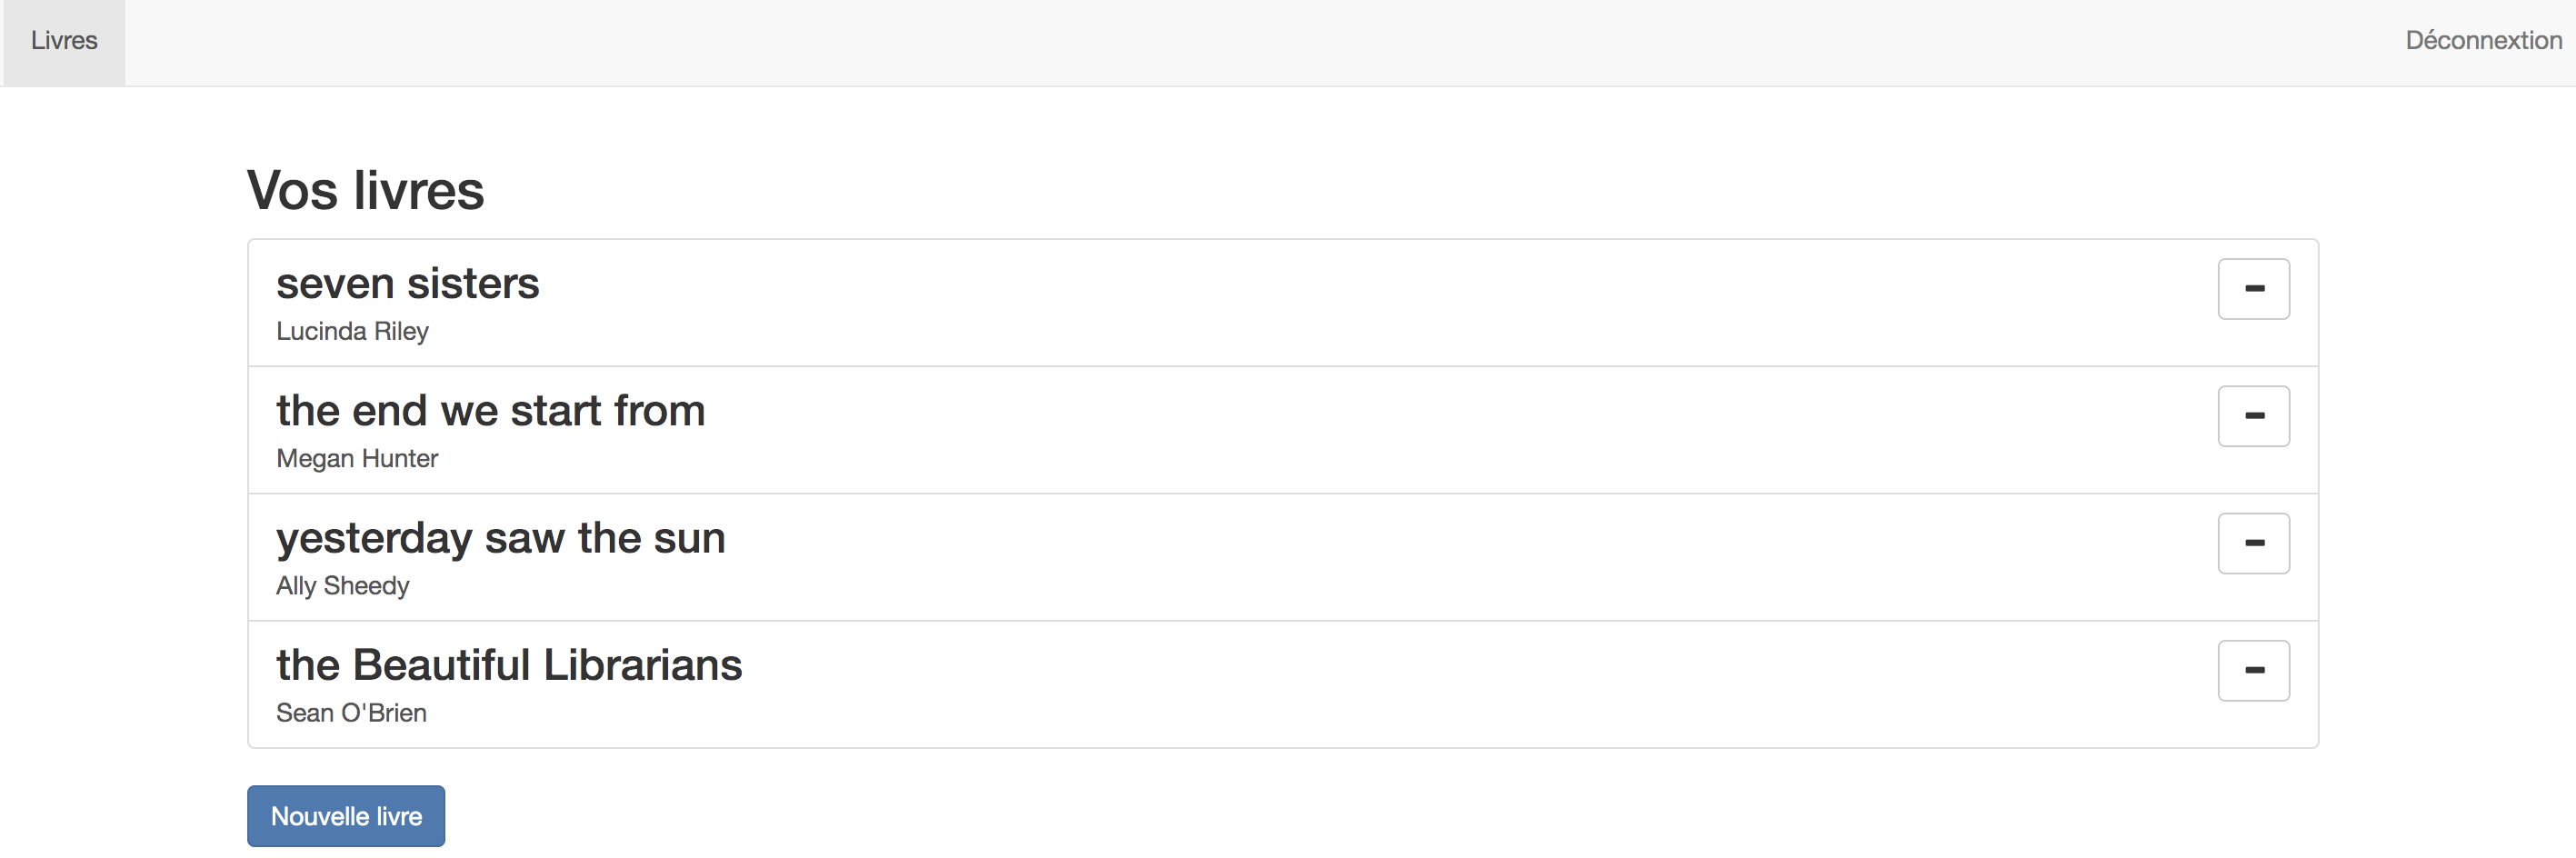 Livres
Déconnextion
Vos livres
seven sisters
Lucinda Riley
the end we start from
Megan Hunter
yesterday saw the sun
Ally Sheedy
the Beautiful Librarians
Sean O'Brien
Nouvelle livre